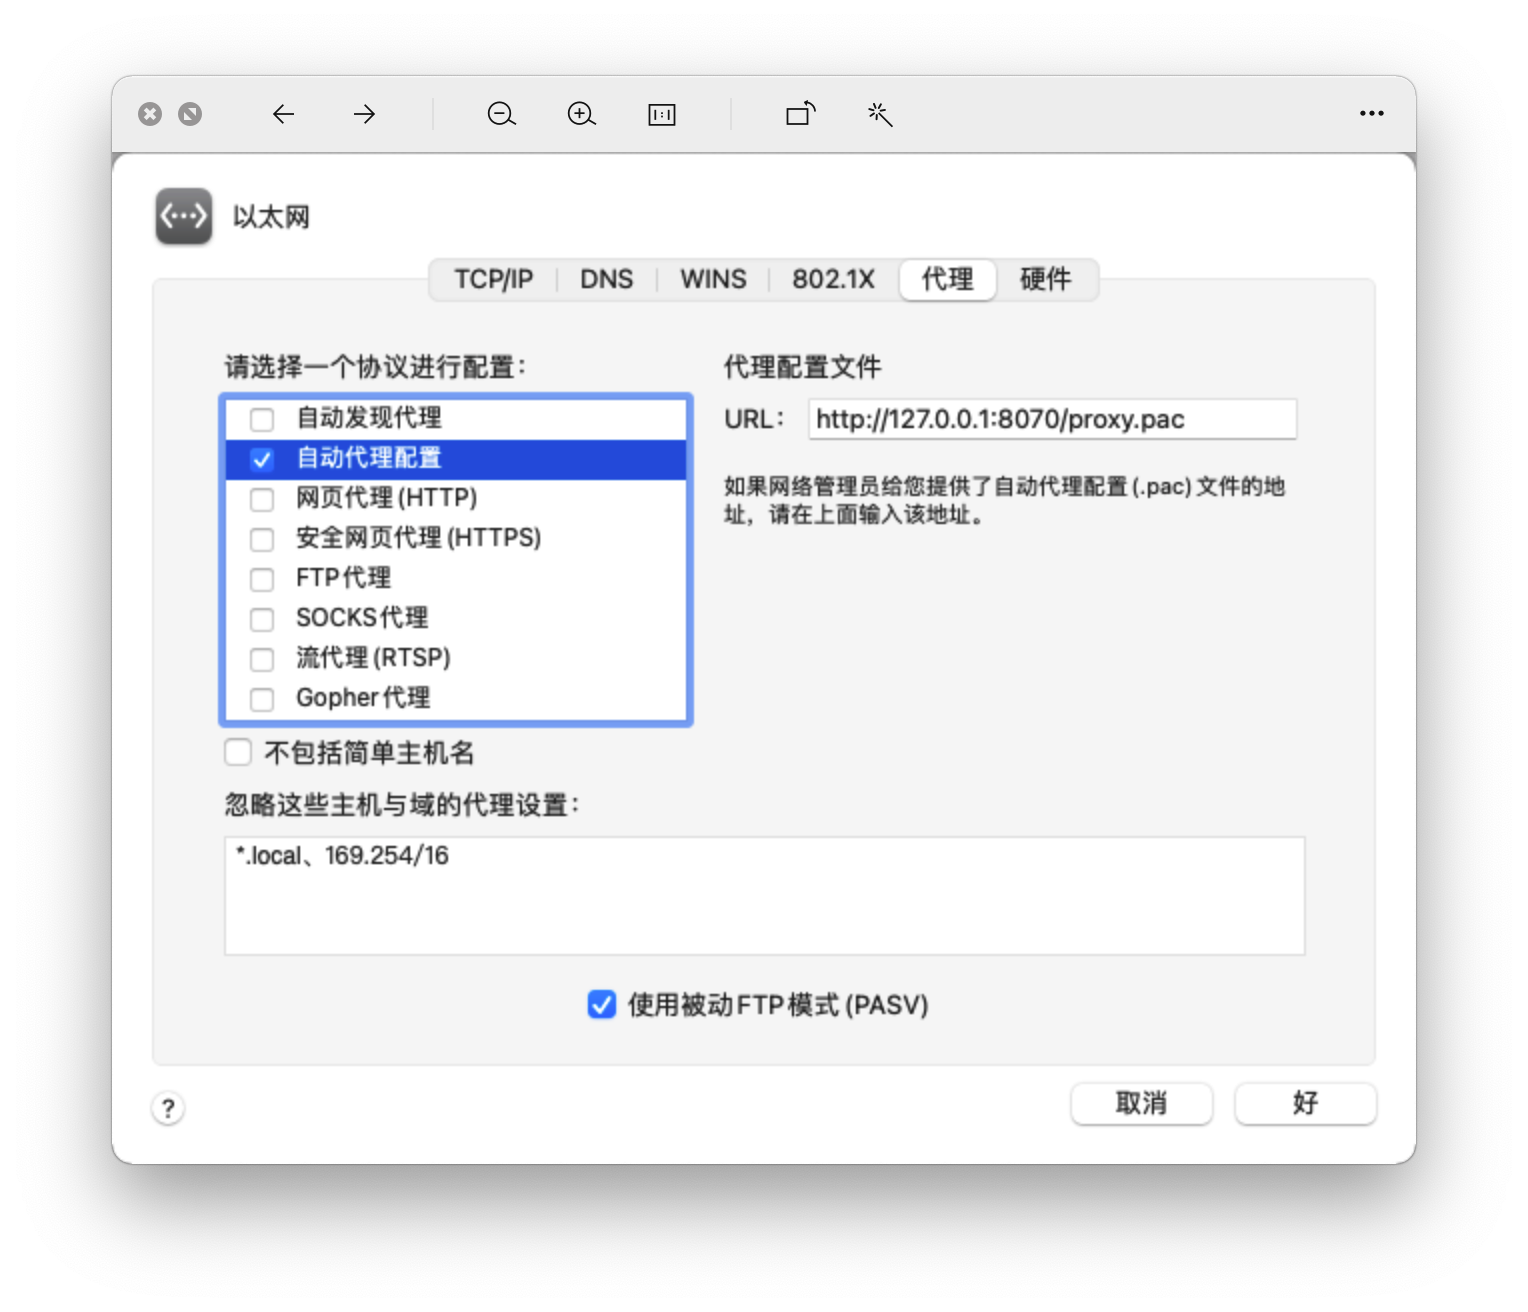 以太网
TCP/IP
DNS
WINS
802.1X
代理
硬件
请选择一个协议进行配置：
自动发现代理
自动代理配置
网页代理(HTTP)
安全网页代理(HTTPS)
FTP代理
SOCKS代理
流代理(RTSP)
Gopher代理
代理配置文件
URL： http://127.0.0.1:8070/proxy.pac
如果网络管理员给您提供了自动代理配置(.pac)文件的地
址，请在上面输入该地址。
不包括简单主机名
忽略这些主机与域的代理设置：
*.local、169.254/16
使用被动FTP模式(PASV)
?
取消
好